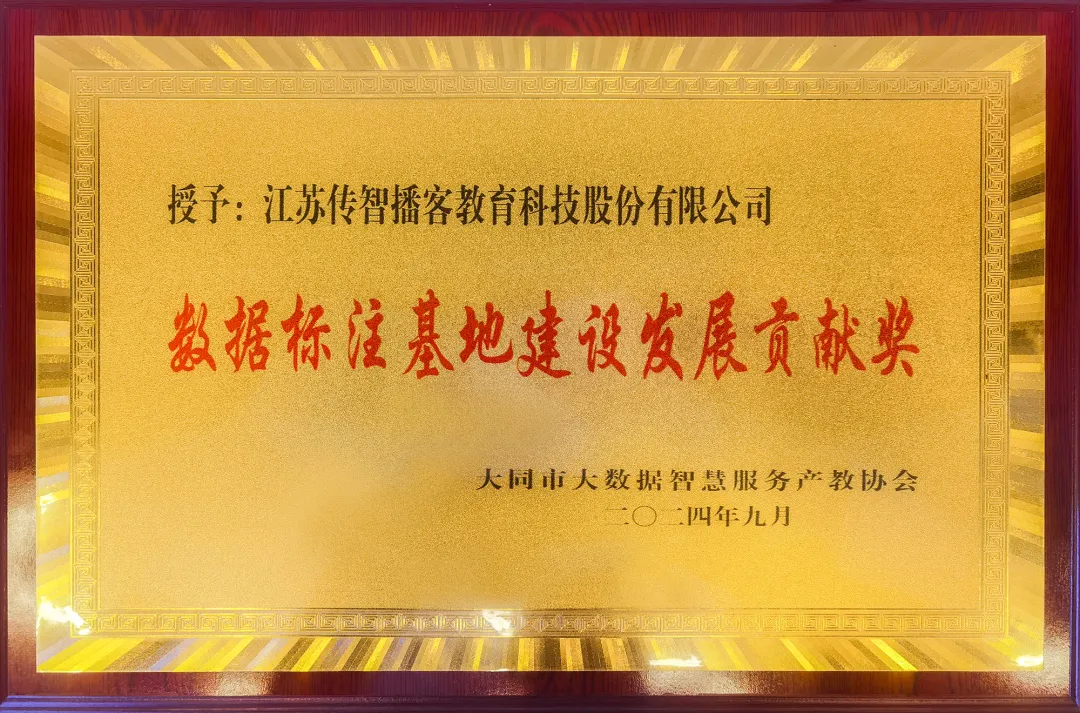 授予：江苏传智播客教育科技股份有限公司
数据标注基地建设发展贡献奖
大同市大数据智慧服务产教协会
二〇二四年九月